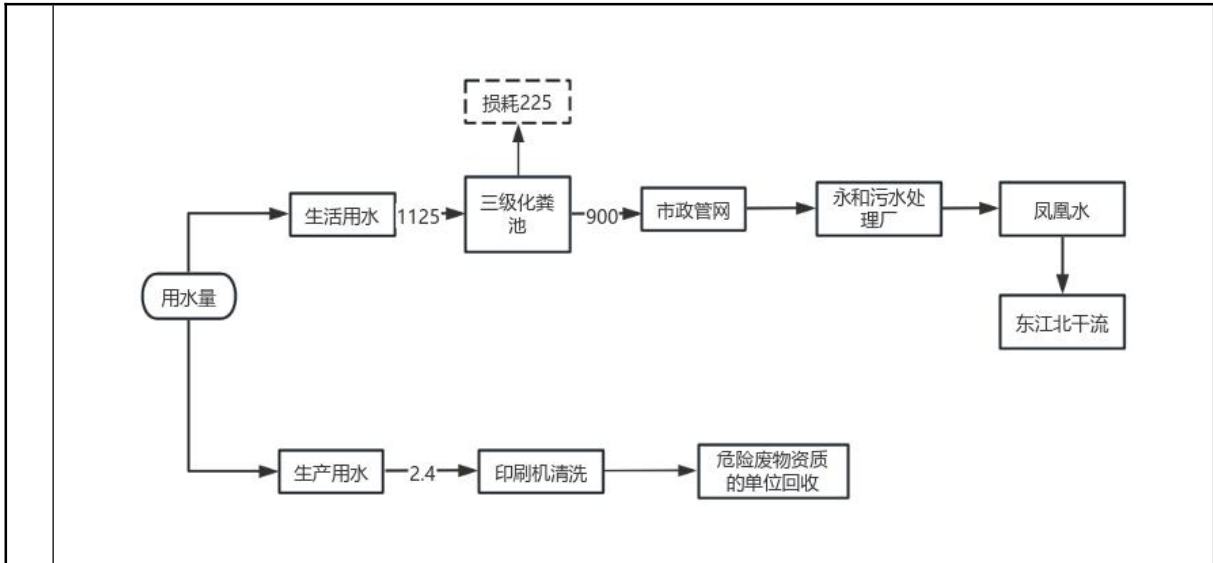 损耗225
生活用水
1125
三级化粪
池
900
市政管网
永和污水处
理厂
凤凰水
用水量
东江北干流
生产用水
2.4
印刷机清洗
危险废物资质
的单位回收